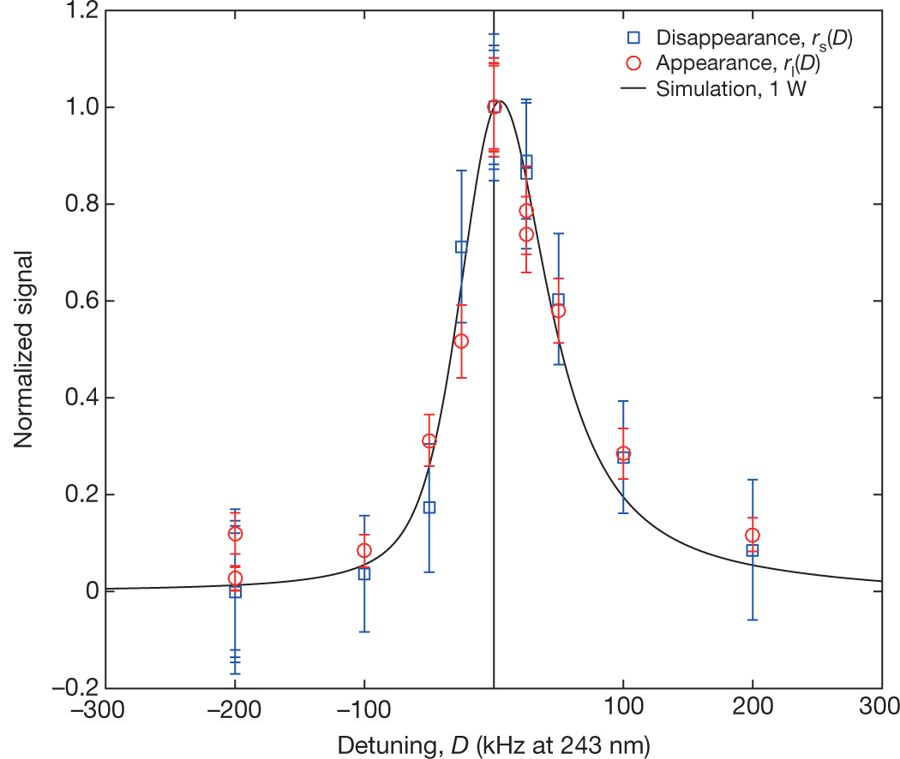 1.2
1.0
0.8
0.6
0.4
0.2
0
–0.2
Normalized signal
Disappearance, rs(D)
Appearance, rl(D)
Simulation, 1 W
–300
–200
–100
100
200
300
Detuning, D (kHz at 243 nm)